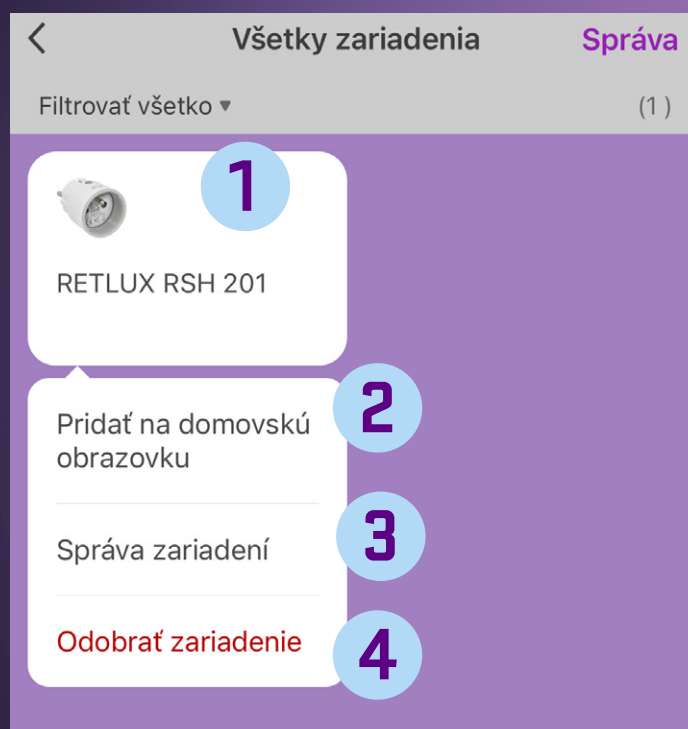 Všetky zariadenia Správa
Filtrovať všetko ▼ (1 )
1
RETLUX RSH 201
2
Pridať na domovskú
obrazovku
3
Správa zariadení
Odobrať zariadenie
4